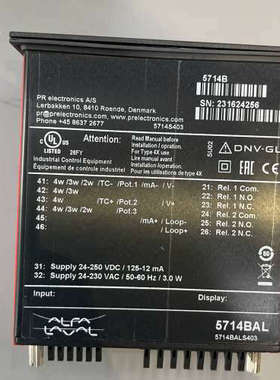 5714B
PR electronics A/S
Lerbakken 10, 8410 Roende, Denmark
www.prelectronics.com
pr@prelectronics.com
Phone +45 8637 2677
5714S403
SN: 231624256
UL
LISTED 26FY
Industrial Control Equipment
Equipement de controle industriel
Attention:
Read Manual before
Installation / operation.
For Type 4X use
Lire manuel avant
installation / opération.
Pour l'utilisation de type 4X
5U02
DNV-GL
41: 4w /3w /2w /TC- /Pot.1 /mA- / V-
42: 4w /3w
43: 4w
44: 4w /3w /2w
45:
46:
/TC+ /Pot.2
/Pot.3
/ V+
/mA+ / Loop-
/ Loop+
21: Rel. 1 Com.
22: Rel. 1 N.O.
23: Rel. 1 N.C.
24: Rel. 2 Com.
25: Rel. 2 N.O.
26: Rel. 2 N.C.
31: Supply 24-250 VDC / 125-12 mA
32: Supply 24-230 VAC / 50-60 Hz / 3.0 W
Input:
Display:
ALFA
LAVAL
5714BAL
5714BALS403